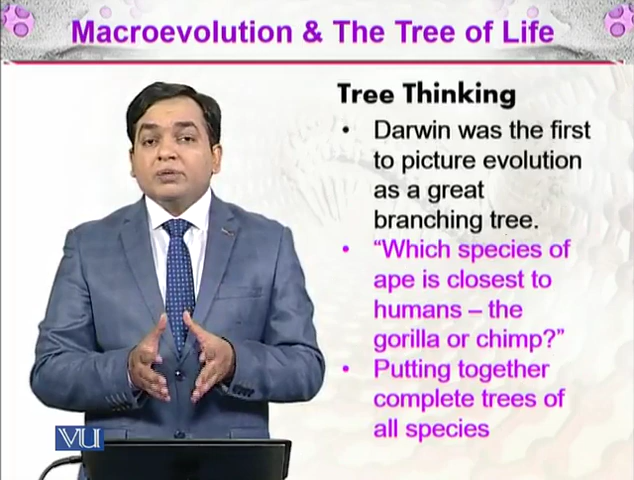 Macroevolution & The Tree of Life
Tree Thinking
• Darwin was the first
to picture evolution
as a great
branching tree.
• “Which species of
ape is closest to
humans – the
gorilla or chimp?”
• Putting together
complete trees of
all species
VU